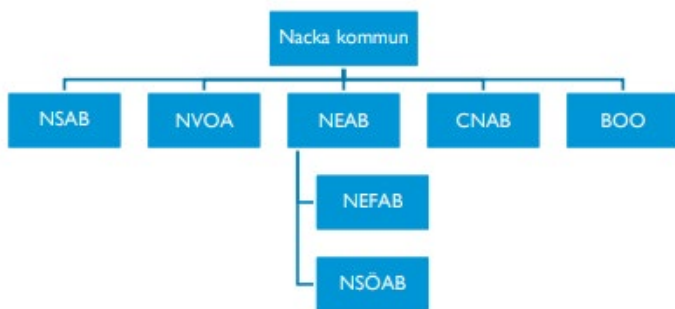 Nacka kommun
NSAB
NVOA
NEAB
CNAB
BOO
NEFAB
NSÖAB